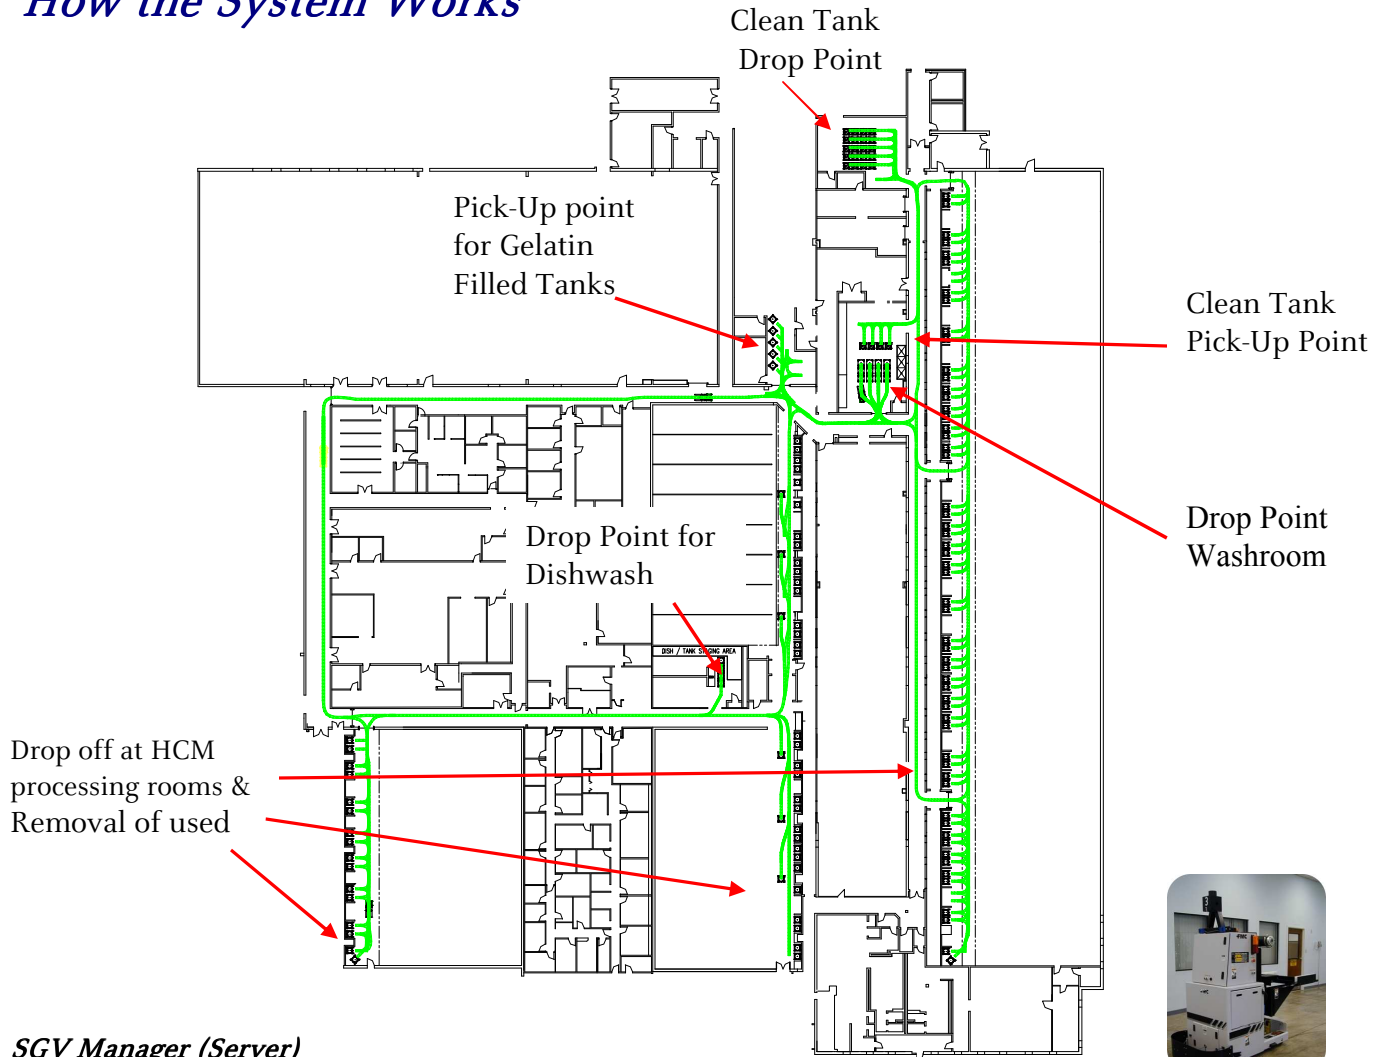 How the System Works
Clean Tank
Drop Point
Pick-Up point
for Gelatin
Filled Tanks
Clean Tank
Pick-Up Point
Drop Point
Washroom
Drop Point for
Dishwash
DISH / TANK STAGING AREA
Drop off at HCM
processing rooms &
Removal of used
SGV Manager (Server)